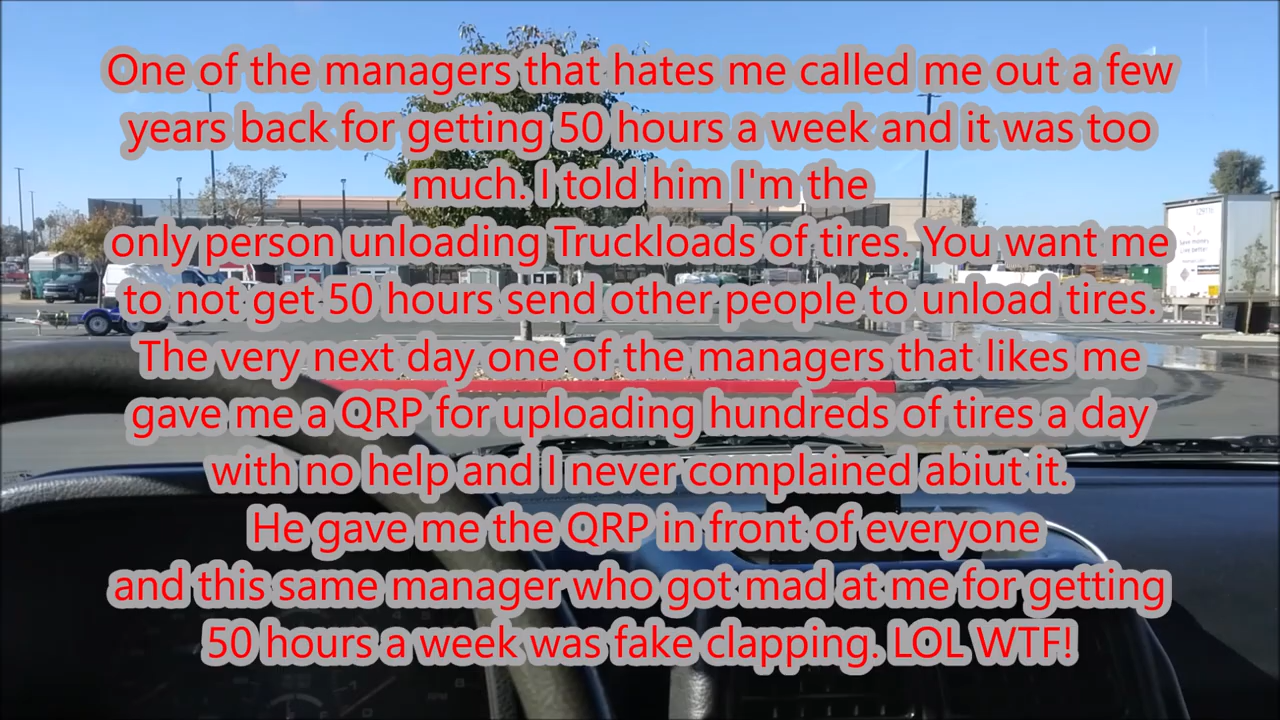 One of the managers that hates me called me out a few
years back for getting 50 hours a week and it was too
much. I told him I'm the
only person unloading Truckloads of tires. You want me
to not get 50 hours send other people to unload tires.
The very next day one of the managers that likes me
gave me a QRP for uploading hundreds of tires a day
with no help and I never complained abiut it.
He gave me the QRP in front of everyone
and this same manager who got mad at me for getting
50 hours a week was fake clapping. LOL WTF!
Save money.
Live better.